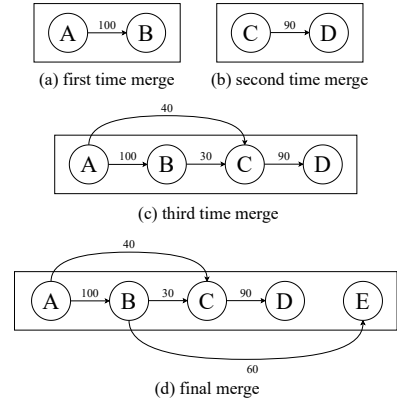 100
A B
90
C D
(a) first time merge (b) second time merge
40
A 100 B 30 C 90 D
(c) third time merge
40
A 100 B 30 C 90 D E
60
(d) final merge